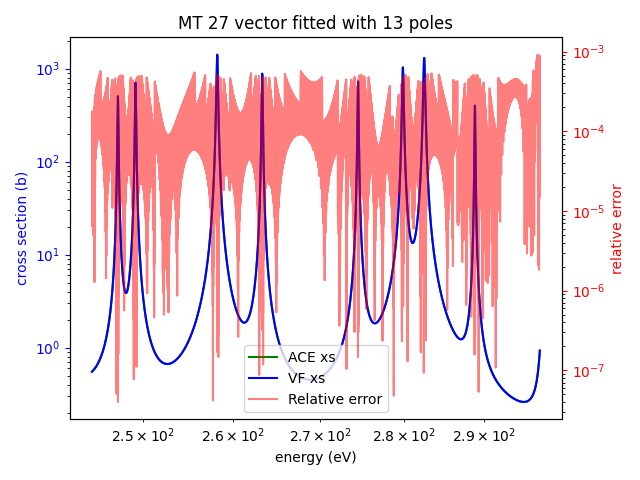 MT 27 vector fitted with 13 poles
cross section (b)
10³
10²
10¹
10⁰
10⁻³
10⁻⁴
10⁻⁵
10⁻⁶
10⁻⁷
relative error
ACE xs
VF xs
Relative error
2.5 × 10² 2.6 × 10² 2.7 × 10² 2.8 × 10² 2.9 × 10²
energy (eV)